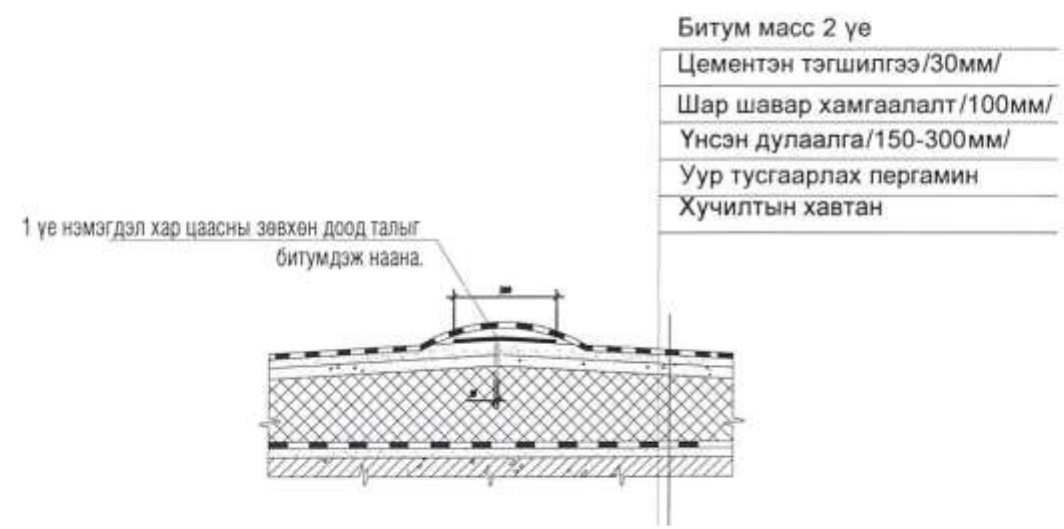 Битум масс 2 үе
Цементэн тэгшилгээ/30мм/
Шар шавар хамгаалалт/100мм/
Үнсэн дулаалга/150-300мм/
Уур тусгаарлах пергамин
Хучилтын хавтан
1 үе нэмэгдэл хар цаасны зөвхөн доод талыг
битумдэж наана.